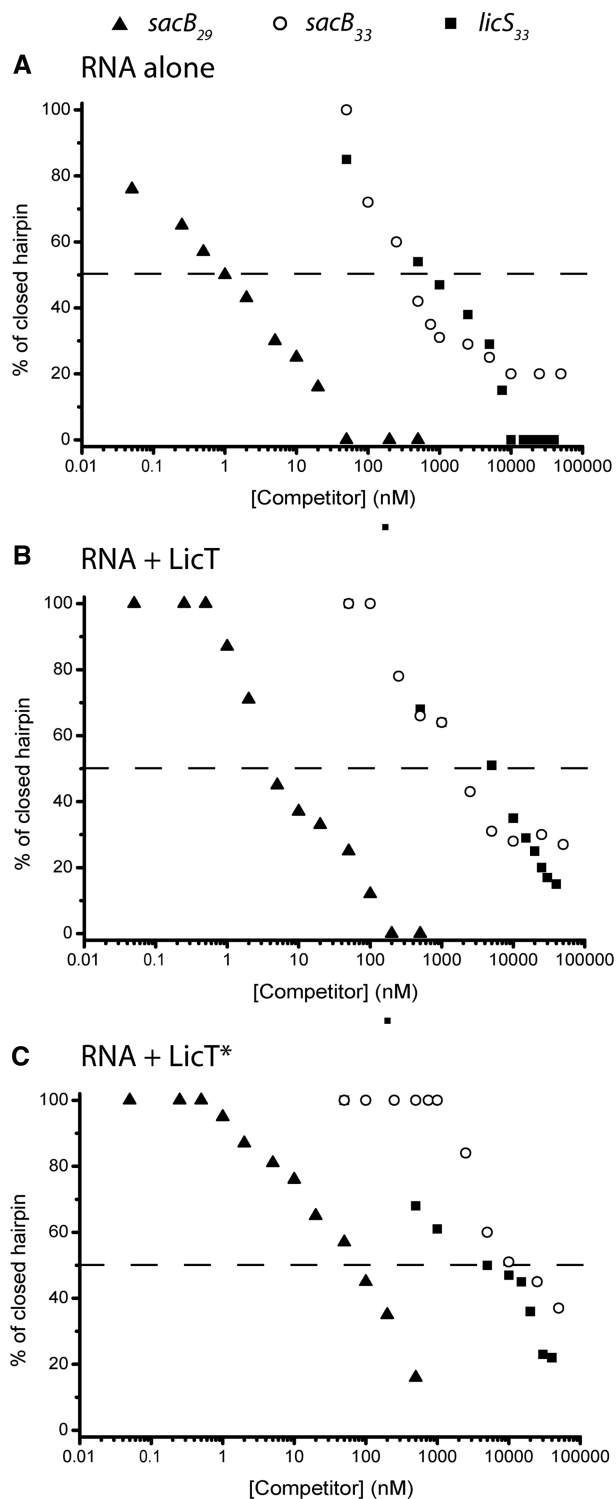 ▲ sacB29 ○ sacB33 ■ licS33
A RNA alone
100
80
60
40
20
0
% of closed hairpin
0.01 0.1 1 10 100 1000 10000 100000
[Competitor] (nM)
B RNA + LicT
100
80
60
40
20
0
% of closed hairpin
0.01 0.1 1 10 100 1000 10000 100000
[Competitor] (nM)
C RNA + LicT*
100
80
60
40
20
0
% of closed hairpin
0.01 0.1 1 10 100 1000 10000 100000
[Competitor] (nM)